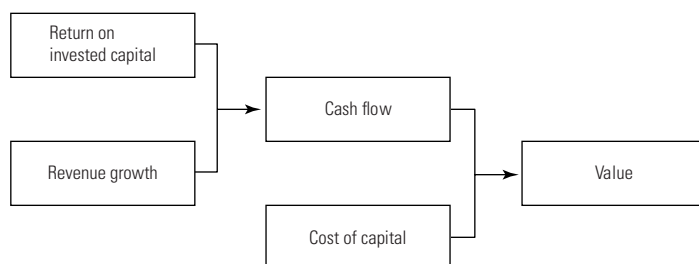 Return on
invested capital
Revenue growth
Cash flow
Cost of capital
Value